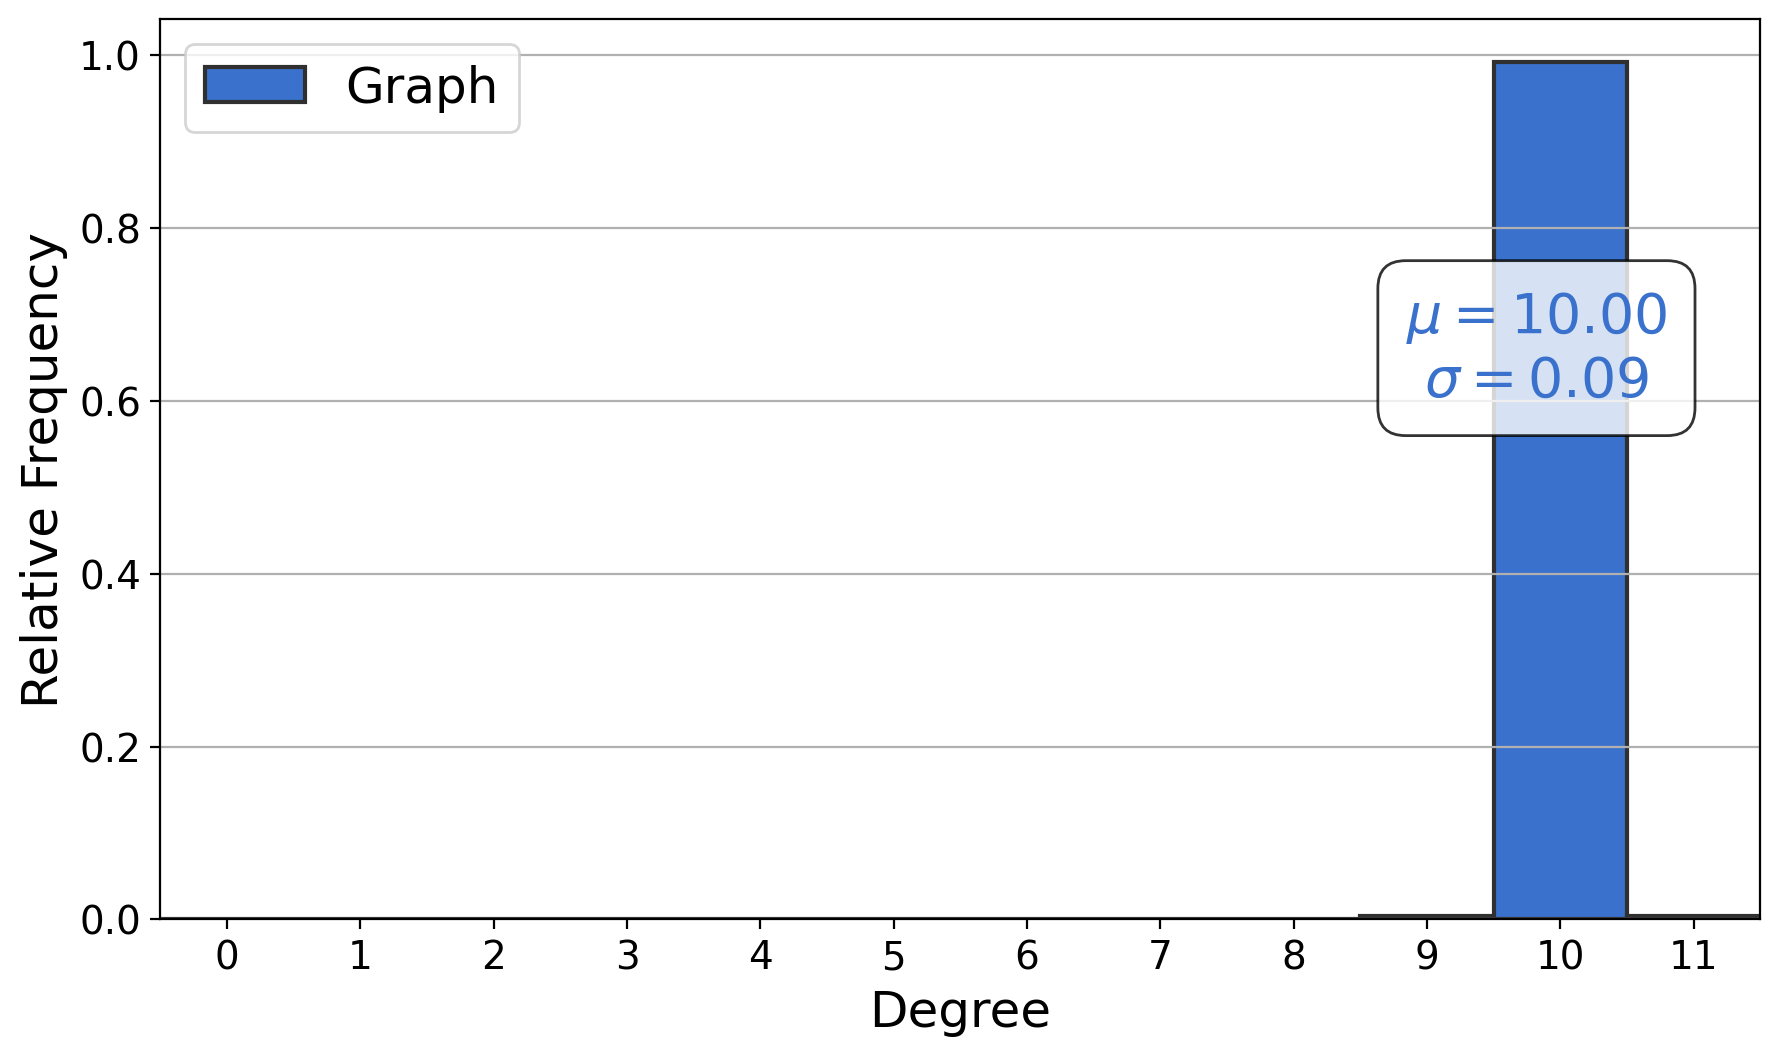 1.0
0.8
0.6
0.4
0.2
0.0
Relative Frequency
Graph
μ = 10.00
σ = 0.09
0 1 2 3 4 5 6 7 8 9 10 11
Degree